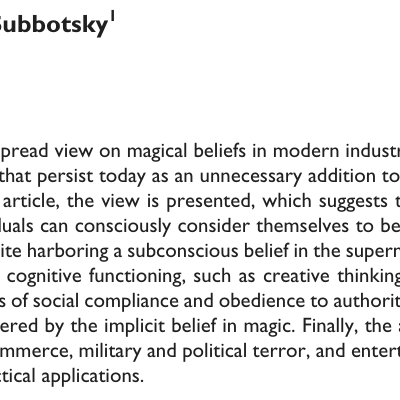 Subbotsky1
pread view on magical beliefs in modern industr
that persist today as an unnecessary addition to
article, the view is presented, which suggests t
duals can consciously consider themselves to be
ite harboring a subconscious belief in the supern
cognitive functioning, such as creative thinking
s of social compliance and obedience to authorit
ered by the implicit belief in magic. Finally, the a
mmerce, military and political terror, and entert
tical applications.